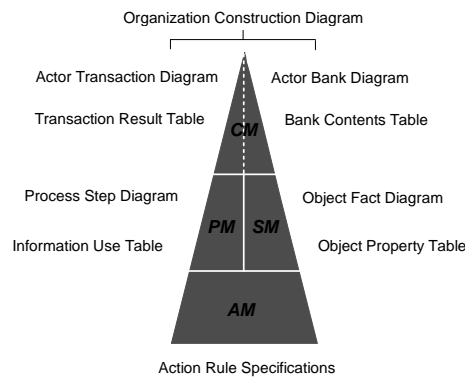 Organization Construction Diagram
Actor Transaction Diagram
Actor Bank Diagram
Transaction Result Table
CM
Bank Contents Table
Process Step Diagram
Object Fact Diagram
PM
SM
Information Use Table
Object Property Table
AM
Action Rule Specifications